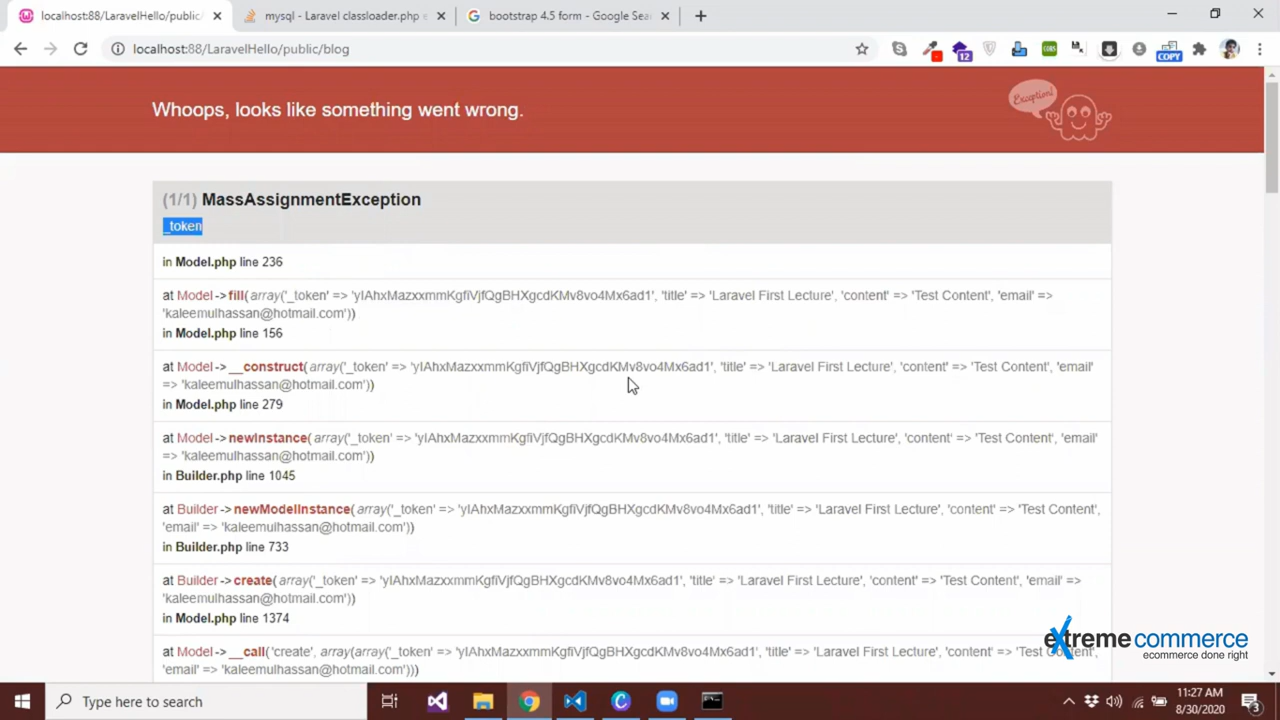 localhost:88/LaravelHello/public/
mysql - Laravel classloader.php e
bootstrap 4.5 form - Google Sea
localhost:88/LaravelHello/public/blog
12
COPY
Whoops, looks like something went wrong.
Exception!
(1/1) MassAssignmentException
_token
in Model.php line 236
at Model->fill(array('_token' => 'yIAhxMazxxmmKgfiVjfQgBHXgcdKMv8vo4Mx6ad1', 'title' => 'Laravel First Lecture', 'content' => 'Test Content', 'email' =>
'kaleemulhassan@hotmail.com'))
in Model.php line 156
at Model->__construct(array('_token' => 'yIAhxMazxxmmKgfiVjfQgBHXgcdKMv8vo4Mx6ad1', 'title' => 'Laravel First Lecture', 'content' => 'Test Content', 'email'
=> 'kaleemulhassan@hotmail.com'))
in Model.php line 279
at Model->newInstance(array('_token' => 'yIAhxMazxxmmKgfiVjfQgBHXgcdKMv8vo4Mx6ad1', 'title' => 'Laravel First Lecture', 'content' => 'Test Content', 'email'
=> 'kaleemulhassan@hotmail.com'))
in Builder.php line 1045
at Builder->newModelInstance(array('_token' => 'yIAhxMazxxmmKgfiVjfQgBHXgcdKMv8vo4Mx6ad1', 'title' => 'Laravel First Lecture', 'content' => 'Test Content',
'email' => 'kaleemulhassan@hotmail.com'))
in Builder.php line 733
at Builder->create(array('_token' => 'yIAhxMazxxmmKgfiVjfQgBHXgcdKMv8vo4Mx6ad1', 'title' => 'Laravel First Lecture', 'content' => 'Test Content', 'email' =>
'kaleemulhassan@hotmail.com'))
in Model.php line 1374
at Model->__call('create', array(array('_token' => 'yIAhxMazxxmmKgfiVjfQgBHXgcdKMv8vo4Mx6ad1', 'title' => 'Laravel First Lecture', 'content' => 'Test Content',
'email' => 'kaleemulhassan@hotmail.com')))
extreme commerce
ecommerce done right
Type here to search
11:27 AM
8/30/2020
3